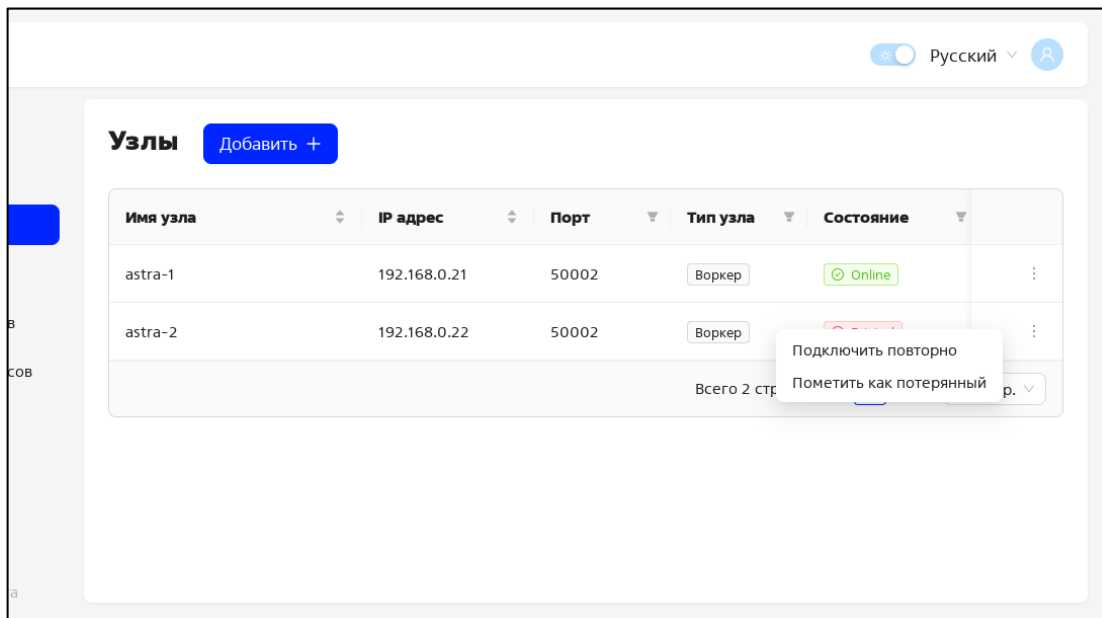 Русский
Узлы
Добавить +
Имя узла IP адрес Порт Тип узла Состояние
astra-1 192.168.0.21 50002 Воркер Online
astra-2 192.168.0.22 50002 Воркер
Подключить повторно
Пометить как потерянный
Всего 2 стр
р.
в
сов
а